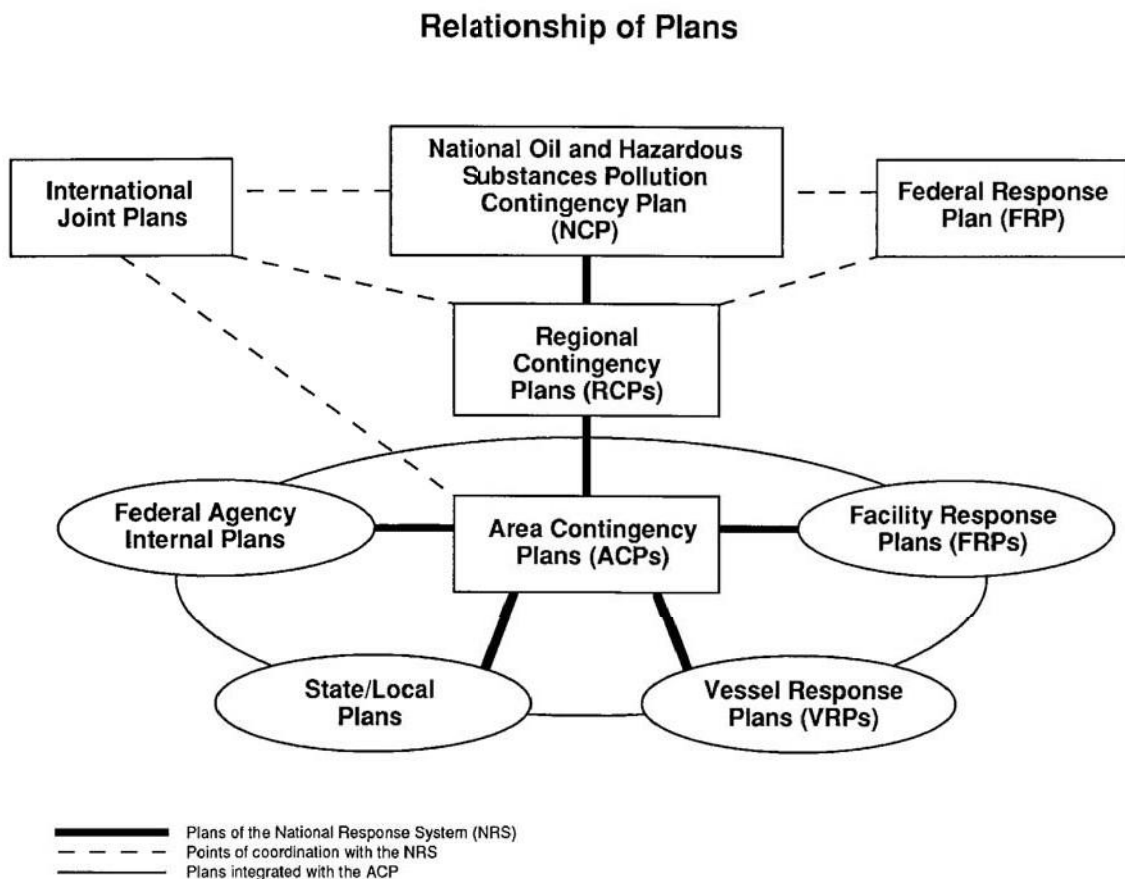 Relationship of Plans
National Oil and Hazardous
Substances Pollution
Contingency Plan
(NCP)
International
Joint Plans
Federal Response
Plan (FRP)
Regional
Contingency
Plans (RCPs)
Federal Agency
Internal Plans
Area Contingency
Plans (ACPs)
Facility Response
Plans (FRPs)
State/Local
Plans
Vessel Response
Plans (VRPs)
Plans of the National Response System (NRS)
Points of coordination with the NRS
Plans integrated with the ACP